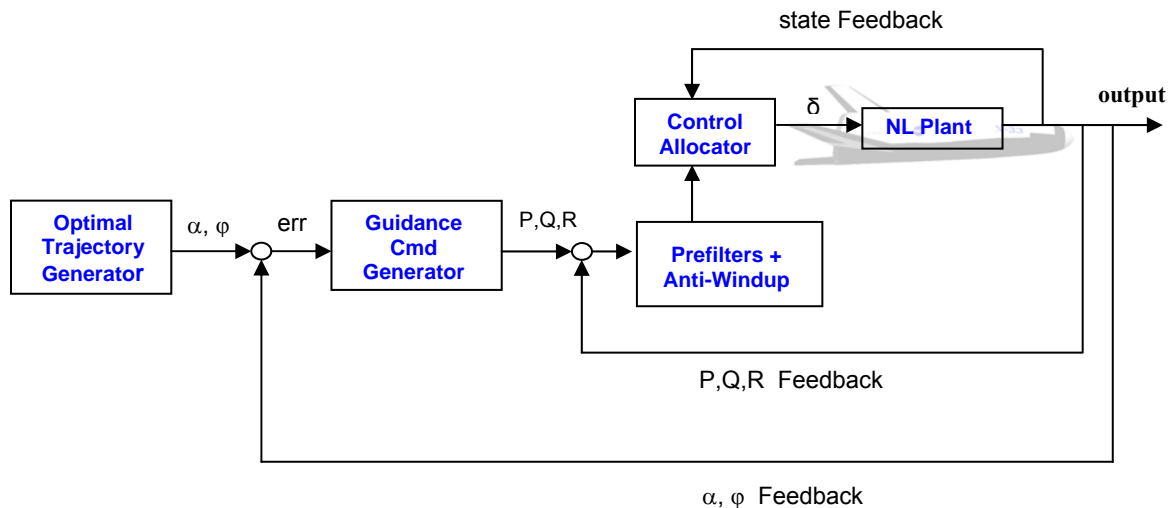 state Feedback
output
δ
Control
Allocator
NL Plant
Optimal
Trajectory
Generator
α, φ
err
Guidance
Cmd
Generator
P,Q,R
Prefilters +
Anti-Windup
P,Q,R Feedback
α, φ Feedback